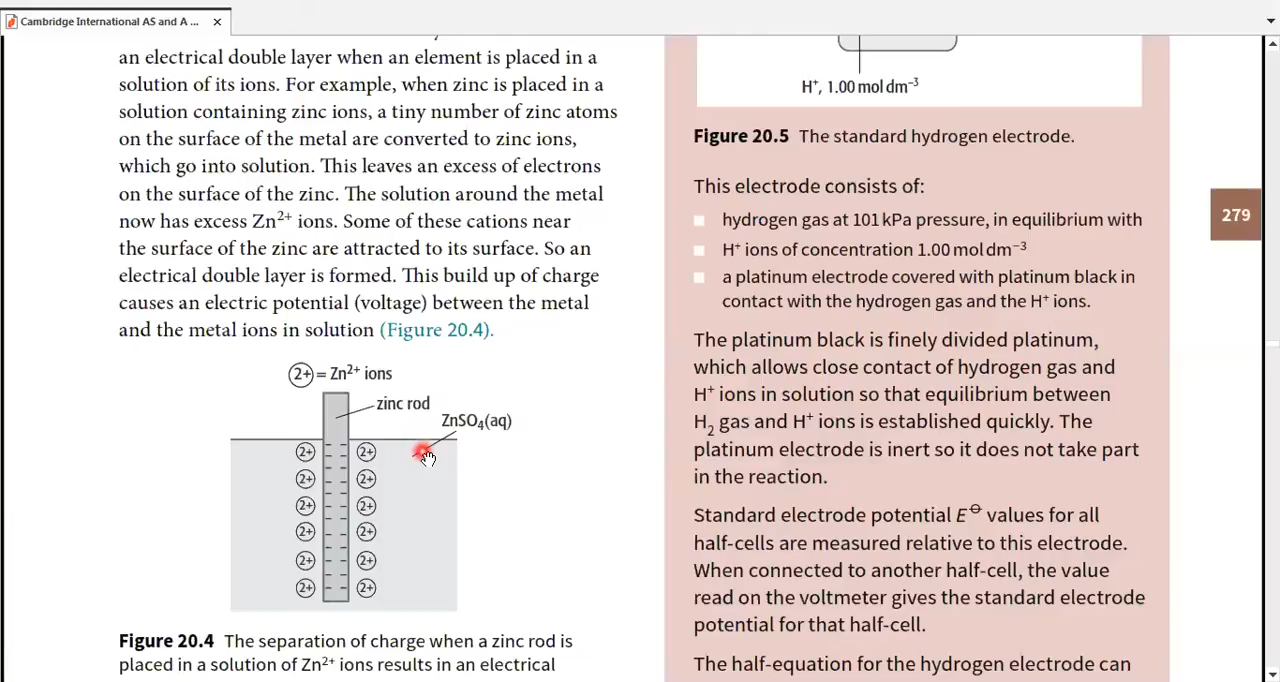 Cambridge International AS and A ...
an electrical double layer when an element is placed in a
solution of its ions. For example, when zinc is placed in a
solution containing zinc ions, a tiny number of zinc atoms
on the surface of the metal are converted to zinc ions,
which go into solution. This leaves an excess of electrons
on the surface of the zinc. The solution around the metal
now has excess Zn²⁺ ions. Some of these cations near
the surface of the zinc are attracted to its surface. So an
electrical double layer is formed. This build up of charge
causes an electric potential (voltage) between the metal
and the metal ions in solution (Figure 20.4).
2+ = Zn²⁺ ions
zinc rod
ZnSO₄(aq)
2+ 2+
2+ 2+
2+ 2+
2+ 2+
2+ 2+
2+ 2+
Figure 20.4 The separation of charge when a zinc rod is
placed in a solution of Zn²⁺ ions results in an electrical
H⁺, 1.00 mol dm⁻³
Figure 20.5 The standard hydrogen electrode.
This electrode consists of:
hydrogen gas at 101 kPa pressure, in equilibrium with
H⁺ ions of concentration 1.00 mol dm⁻³
a platinum electrode covered with platinum black in
contact with the hydrogen gas and the H⁺ ions.
The platinum black is finely divided platinum,
which allows close contact of hydrogen gas and
H⁺ ions in solution so that equilibrium between
H₂ gas and H⁺ ions is established quickly. The
platinum electrode is inert so it does not take part
in the reaction.
Standard electrode potential E⦵ values for all
half-cells are measured relative to this electrode.
When connected to another half-cell, the value
read on the voltmeter gives the standard electrode
potential for that half-cell.
The half-equation for the hydrogen electrode can
279